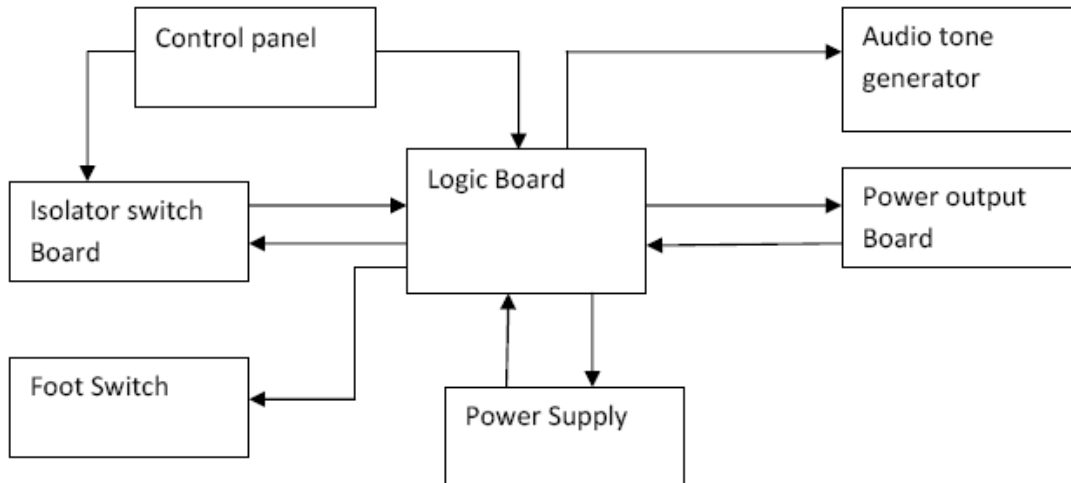 Control panel
Audio tone
generator
Logic Board
Isolator switch
Board
Power output
Board
Foot Switch
Power Supply